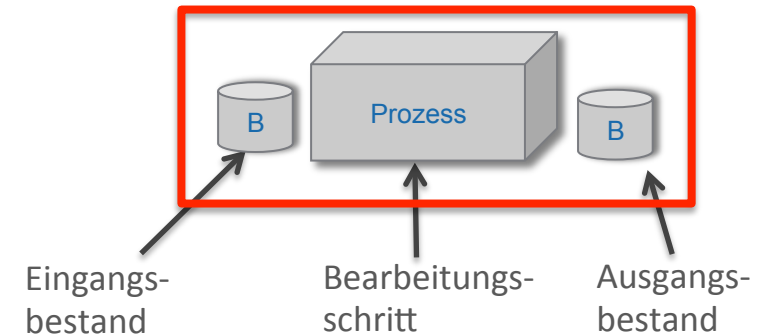 B
Prozess
B
Eingangs-
bestand
Bearbeitungs-
schritt
Ausgangs-
bestand